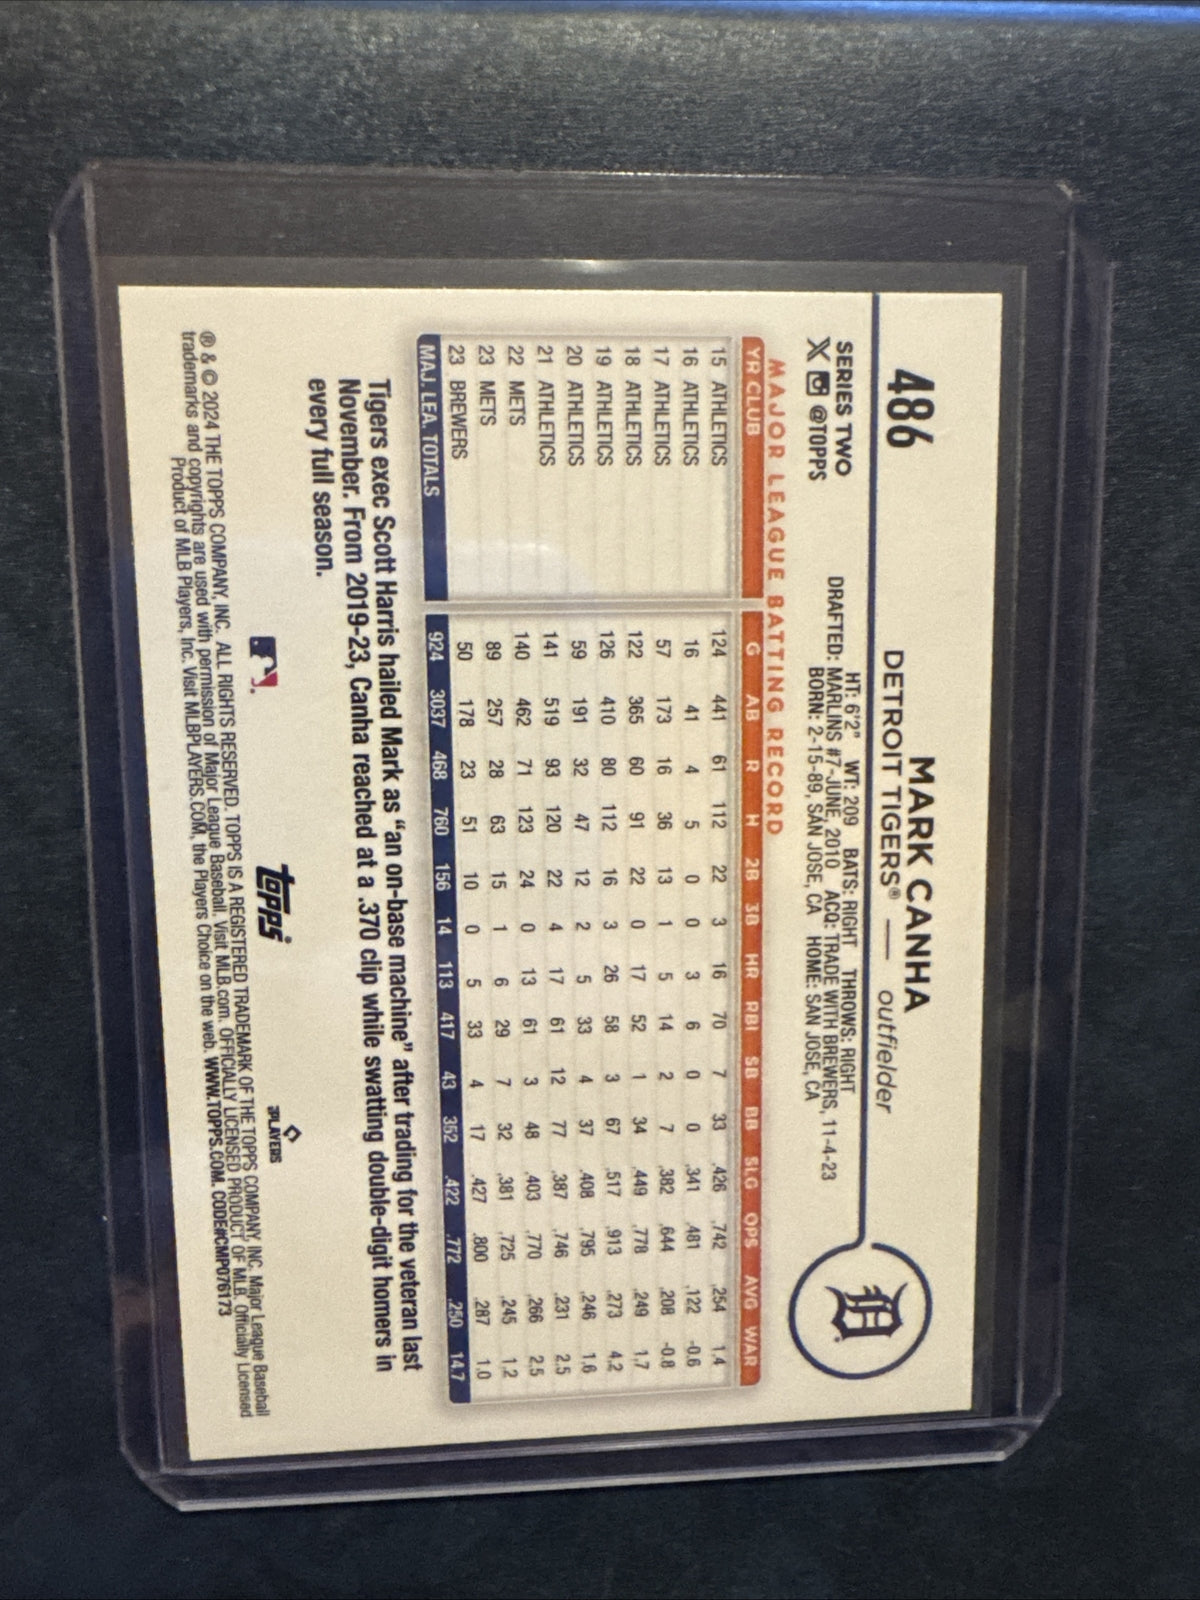 486
MARK CANHA
DETROIT TIGERS® — outfielder
D
SERIES TWO
X @TOPPS
HT: 6'2" WT: 209 BATS: RIGHT THROWS: RIGHT
DRAFTED: MARLINS #7-JUNE, 2010 ACQ: TRADE WITH BREWERS, 11-4-23
BORN: 2-15-89, SAN JOSE, CA HOME: SAN JOSE, CA
MAJOR LEAGUE BATTING RECORD
YR CLUB G AB R H 2B 3B HR RBI SB BB SLG OPS AVG WAR
15 ATHLETICS 124 441 61 112 22 3 16 70 7 33 .426 .742 .254 1.4
16 ATHLETICS 16 41 4 5 0 0 3 6 0 0 .341 .481 .122 -0.6
17 ATHLETICS 57 173 16 36 13 1 5 14 2 7 .382 .644 .208 -0.8
18 ATHLETICS 122 365 60 91 22 0 17 52 1 34 .449 .778 .249 1.7
19 ATHLETICS 126 410 80 112 16 3 26 58 3 67 .517 .913 .273 4.2
20 ATHLETICS 59 191 32 47 12 2 5 33 4 37 .408 .795 .246 1.6
21 ATHLETICS 141 519 93 120 22 4 17 61 12 77 .387 .746 .231 2.5
22 METS 140 462 71 123 24 0 13 61 3 48 .403 .770 .266 2.5
23 METS 89 257 28 63 15 1 6 29 7 32 .381 .725 .245 1.2
23 BREWERS 50 178 23 51 10 0 5 33 4 17 .427 .800 .287 1.0
MAJ. LEA. TOTALS 924 3037 468 760 156 14 113 417 43 352 .422 .772 .250 14.7
Tigers exec Scott Harris hailed Mark as "an on-base machine" after trading for the veteran last
November. From 2019-23, Canha reached at a .370 clip while swatting double-digit homers in
every full season.
topps®
PLAYERS
® & © 2024 THE TOPPS COMPANY, INC. ALL RIGHTS RESERVED. TOPPS IS A REGISTERED TRADEMARK OF THE TOPPS COMPANY, INC. Major League Baseball
trademarks and copyrights are used with permission of Major League Baseball. Visit MLB.com. OFFICIALLY LICENSED PRODUCT OF MLB. Officially Licensed
Product of MLB Players, Inc. Visit MLBPLAYERS.COM, the Players Choice on the web. WWW.TOPPS.COM. CODE#CMP076173